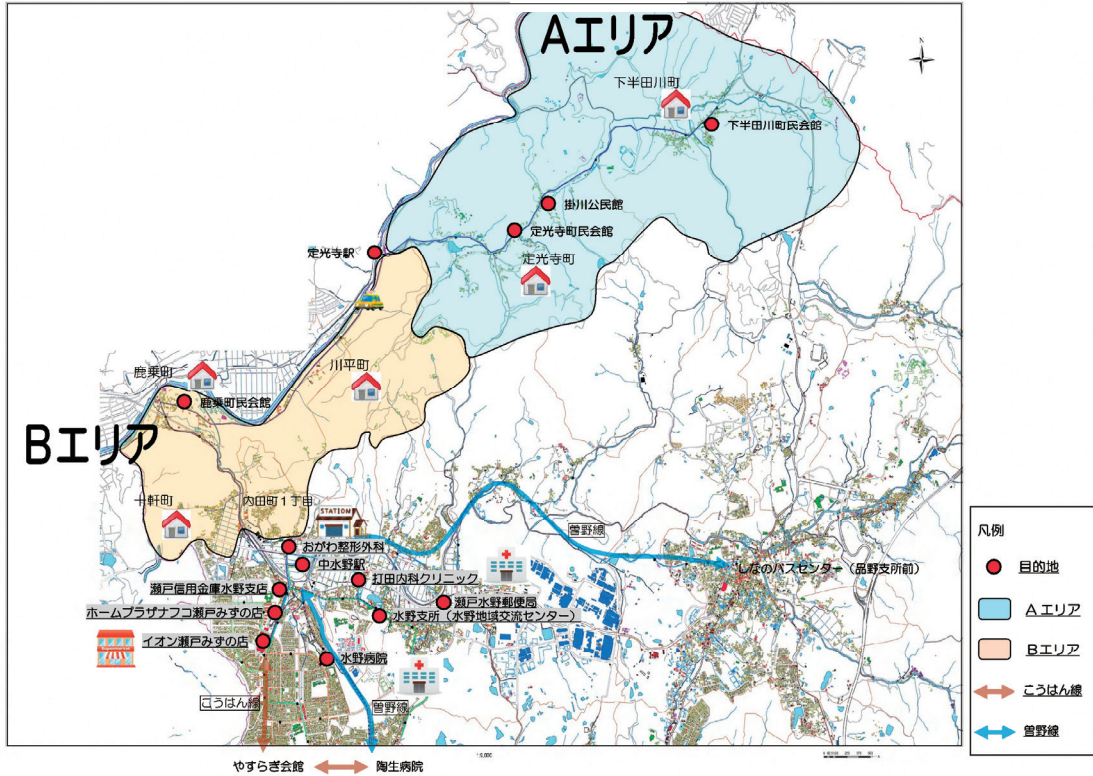 Aエリア
N
下半田川町
下半田川町民会館
掛川公民館
定光寺町民会館
定光寺駅
定光寺町
川平町
鹿乗町
鹿乗町民会館
Bエリア
十軒町
内田町1丁目
STATION
曽野線
おがわ整形外科
中水野駅
しなのバスセンター（品野支所前）
打田内科クリニック
瀬戸信用金庫水野支店
瀬戸水野郵便局
ホームプラザナフコ瀬戸みずの店
水野支所（水野地域交流センター）
イオン瀬戸みずの店
Supermarket
水野病院
こうはん線
曽野線
やすらぎ会館
陶生病院
凡例
目的地
Aエリア
Bエリア
こうはん線
曽野線